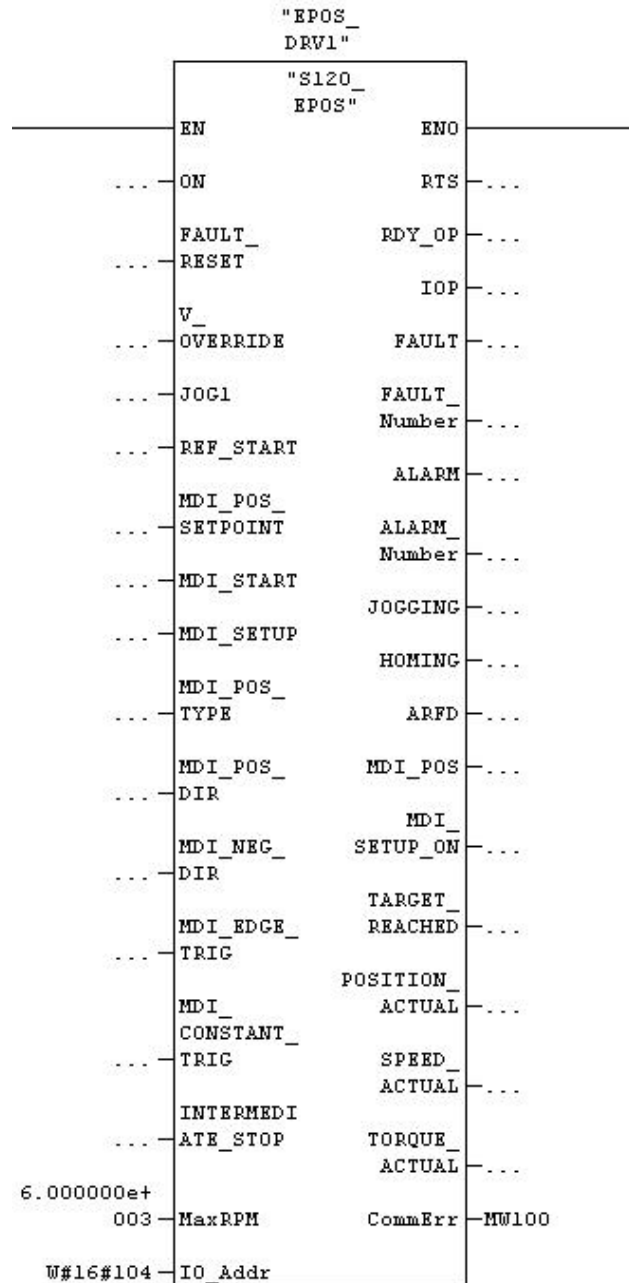 "EPOS_
DRV1"
"S120_
EPOS"
EN ENO
... ON RTS ...
FAULT_ RDY_OP ...
... RESET
IOP ...
V_
... OVERRIDE FAULT ...
... JOG1 FAULT_
Number ...
... REF_START
ALARM ...
MDI_POS_
... SETPOINT ALARM_
Number ...
... MDI_START
JOGGING ...
... MDI_SETUP
HOMING ...
MDI_POS_
... TYPE ARFD ...
MDI_POS_ MDI_POS ...
... DIR
MDI_
MDI_NEG_ SETUP_ON ...
... DIR
TARGET_
MDI_EDGE_ REACHED ...
... TRIG
POSITION_
MDI_ ACTUAL ...
CONSTANT_
... TRIG SPEED_
ACTUAL ...
INTERMEDI
... ATE_STOP TORQUE_
ACTUAL ...
6.000000e+
003 MaxRPM CommErr MW100
W#16#104 IO_Addr